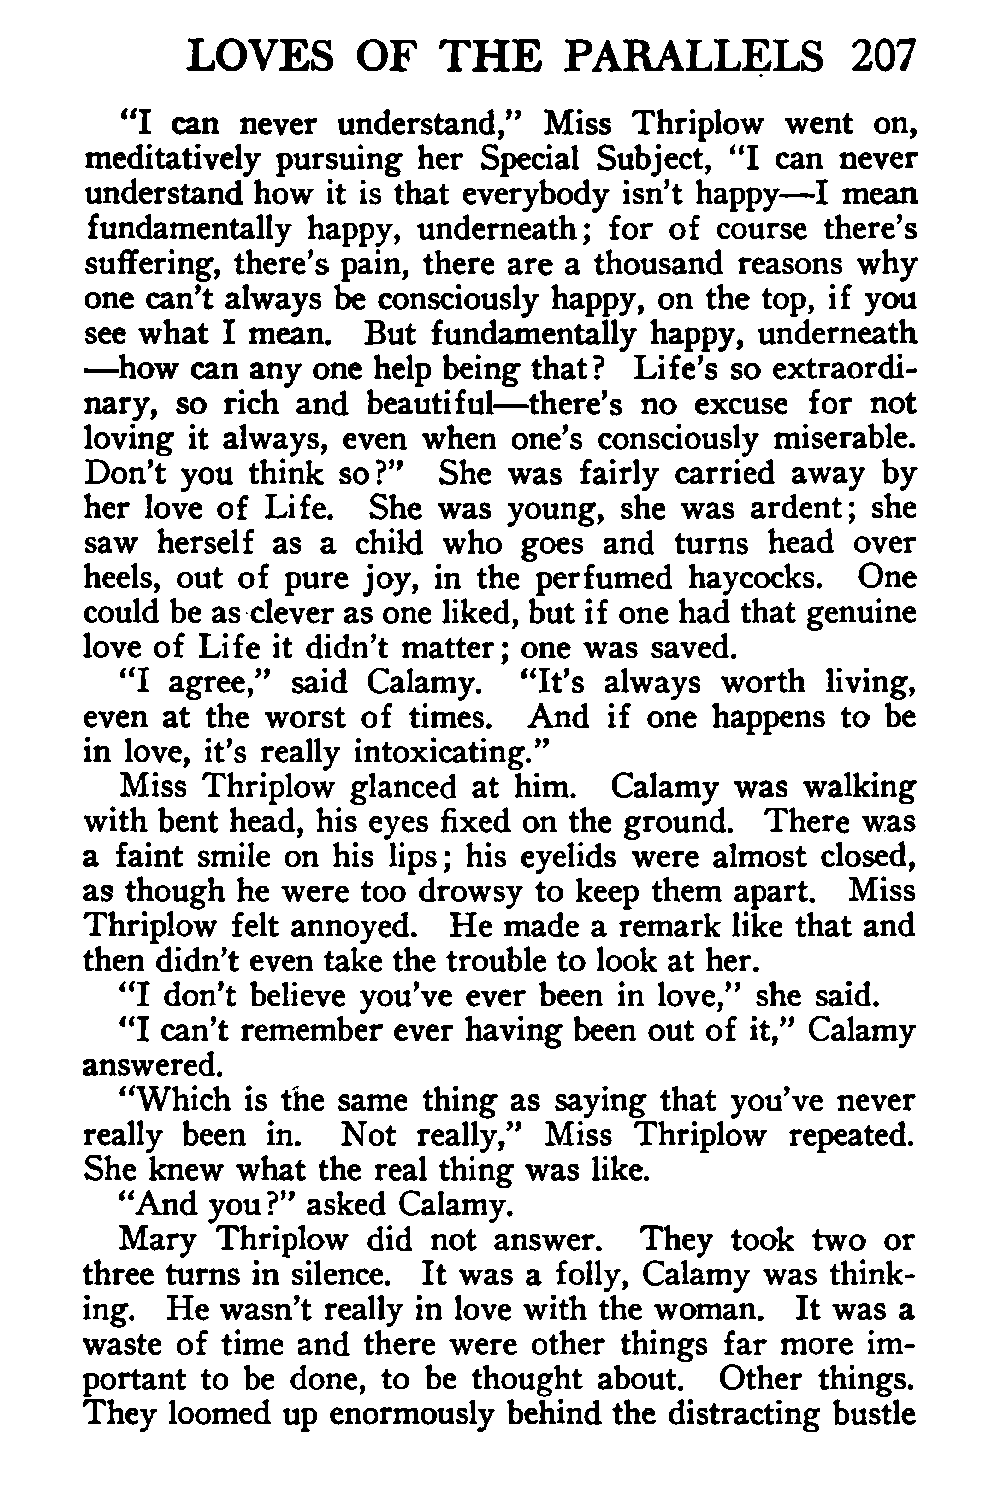 LOVES OF THE PARALLELS 207
“I can never understand,” Miss Thriplow went on,
meditatively pursuing her Special Subject, “I can never
understand how it is that everybody isn't happy—I mean
fundamentally happy, underneath; for of course there's
suffering, there's pain, there are a thousand reasons why
one can't always be consciously happy, on the top, if you
see what I mean. But fundamentally happy, underneath
—how can any one help being that? Life's so extraordi-
nary, so rich and beautiful—there's no excuse for not
loving it always, even when one's consciously miserable.
Don't you think so?” She was fairly carried away by
her love of Life. She was young, she was ardent; she
saw herself as a child who goes and turns head over
heels, out of pure joy, in the perfumed haycocks. One
could be as clever as one liked, but if one had that genuine
love of Life it didn't matter; one was saved.
“I agree,” said Calamy. “It's always worth living,
even at the worst of times. And if one happens to be
in love, it's really intoxicating.”
Miss Thriplow glanced at him. Calamy was walking
with bent head, his eyes fixed on the ground. There was
a faint smile on his lips; his eyelids were almost closed,
as though he were too drowsy to keep them apart. Miss
Thriplow felt annoyed. He made a remark like that and
then didn't even take the trouble to look at her.
“I don't believe you've ever been in love,” she said.
“I can't remember ever having been out of it,” Calamy
answered.
“Which is the same thing as saying that you've never
really been in. Not really,” Miss Thriplow repeated.
She knew what the real thing was like.
“And you?” asked Calamy.
Mary Thriplow did not answer. They took two or
three turns in silence. It was a folly, Calamy was think-
ing. He wasn't really in love with the woman. It was a
waste of time and there were other things far more im-
portant to be done, to be thought about. Other things.
They loomed up enormously behind the distracting bustle